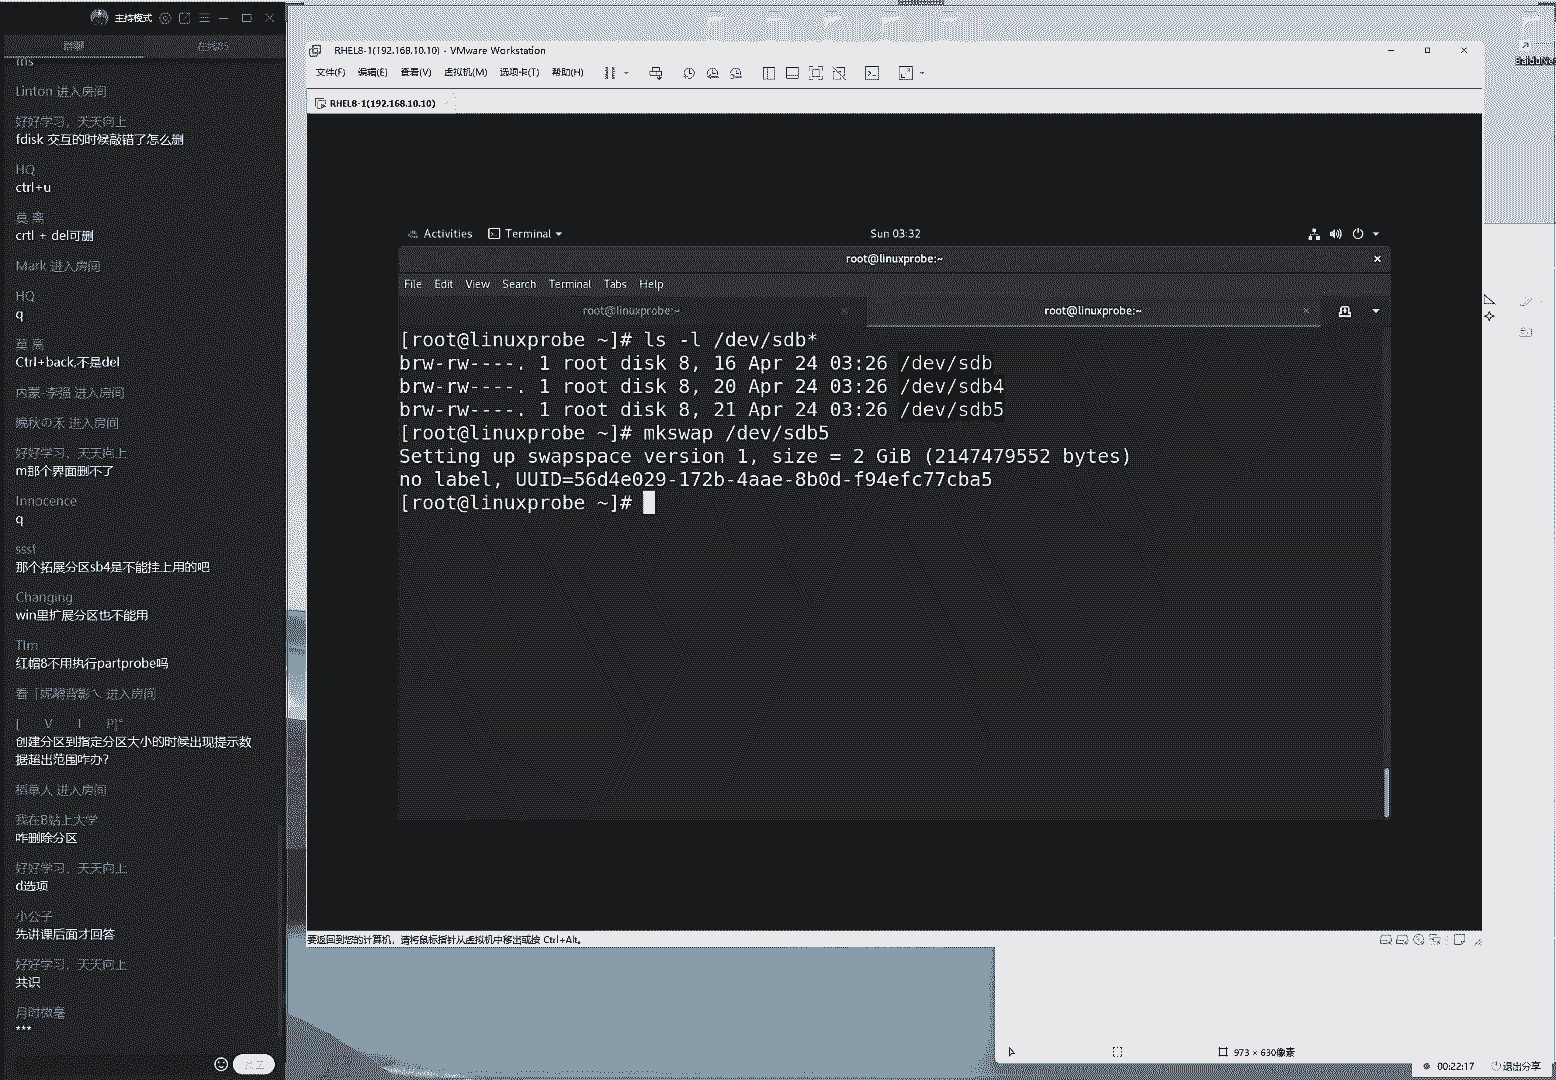 主持模式
在线85
Linton 进入房间
好好学习，天天向上
fdisk 交互的时候敲错了怎么删
HQ
ctrl+u
莫 离
crtl + del可删
Mark 进入房间
HQ
q
莫 离
Ctrl+back,不是del
内蒙-李强 进入房间
晚秋の禾 进入房间
好好学习，天天向上
m那个界面删不了
Innocence
q
sssf
那个拓展分区sb4是不能挂上用的吧
Changing
win里扩展分区也不能用
TIm
红帽8不用执行partprobe吗
进入房间
[ V I P]°
创建分区到指定分区大小的时候出现提示数
据超出范围咋办?
稻草人 进入房间
我在B站上大学
咋删除分区
好好学习，天天向上
d选项
小公子
先讲课后面才回答
好好学习，天天向上
共识
月时微毫
***
RHEL8-1(192.168.10.10) - VMware Workstation
文件(F) 编辑(E) 查看(V) 虚拟机(M) 选项卡(T) 帮助(H)
RHEL8-1(192.168.10.10)
Activities Terminal Sun 03:32
root@linuxprobe:~
File Edit View Search Terminal Tabs Help
root@linuxprobe:~ root@linuxprobe:~
[root@linuxprobe ~]# ls -l /dev/sdb*
brw-rw----. 1 root disk 8, 16 Apr 24 03:26 /dev/sdb
brw-rw----. 1 root disk 8, 20 Apr 24 03:26 /dev/sdb4
brw-rw----. 1 root disk 8, 21 Apr 24 03:26 /dev/sdb5
[root@linuxprobe ~]# mkswap /dev/sdb5
Setting up swapspace version 1, size = 2 GiB (2147479552 bytes)
no label, UUID=56d4e029-172b-4aae-8b0d-f94efc77cba5
[root@linuxprobe ~]#
要返回到您的计算机，请将鼠标指针从虚拟机中移出或按 Ctrl+Alt。
BaiduNe
973 × 630像素
00:22:17 退出分享